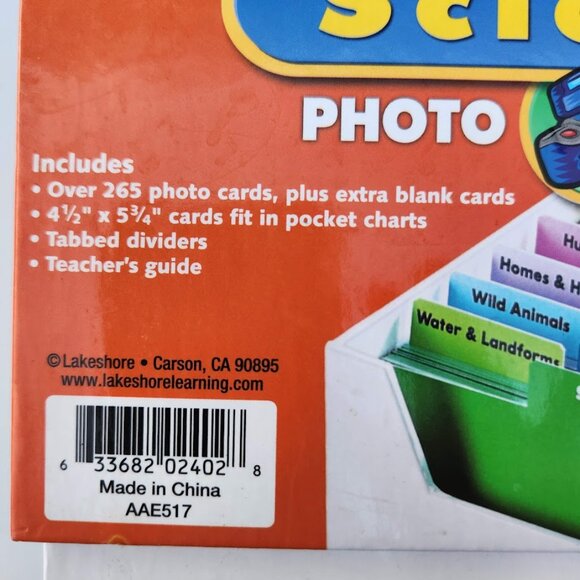 PHOTO
Includes
• Over 265 photo cards, plus extra blank cards
• 4½" x 5¾" cards fit in pocket charts
• Tabbed dividers
• Teacher's guide
Homes & H
Wild Animals
Water & Landforms
©Lakeshore • Carson, CA 90895
www.lakeshorelearning.com
6 33682 02402 8
Made in China
AAE517